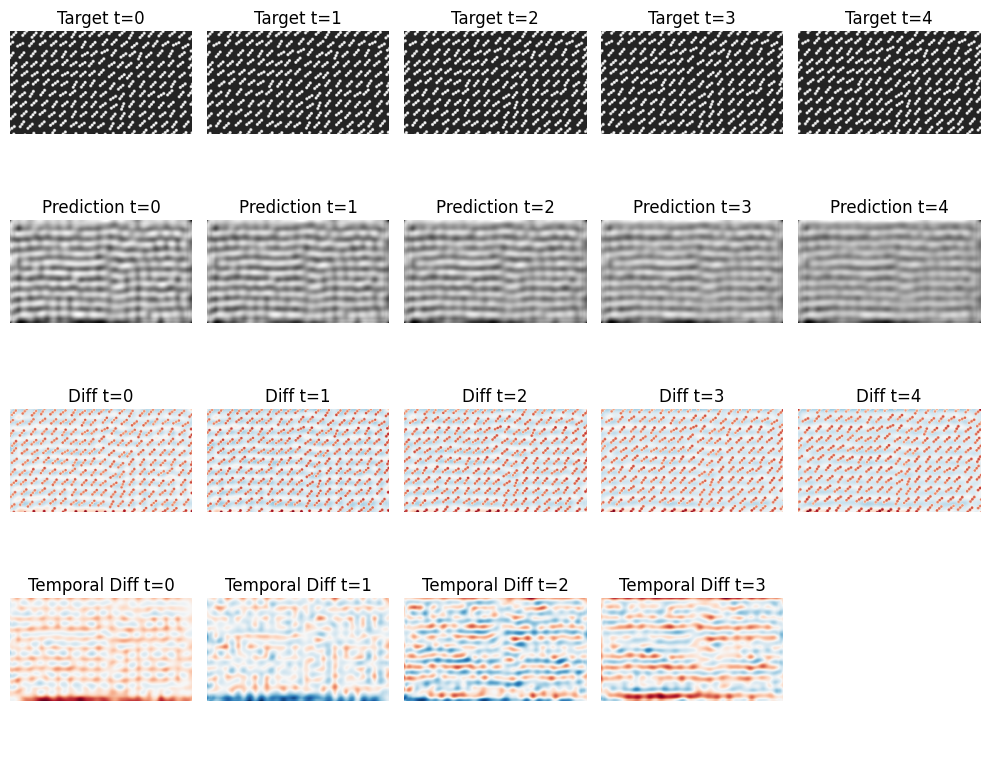 Target t=0 Target t=1 Target t=2 Target t=3 Target t=4
Prediction t=0 Prediction t=1 Prediction t=2 Prediction t=3 Prediction t=4
Diff t=0 Diff t=1 Diff t=2 Diff t=3 Diff t=4
Temporal Diff t=0 Temporal Diff t=1 Temporal Diff t=2 Temporal Diff t=3